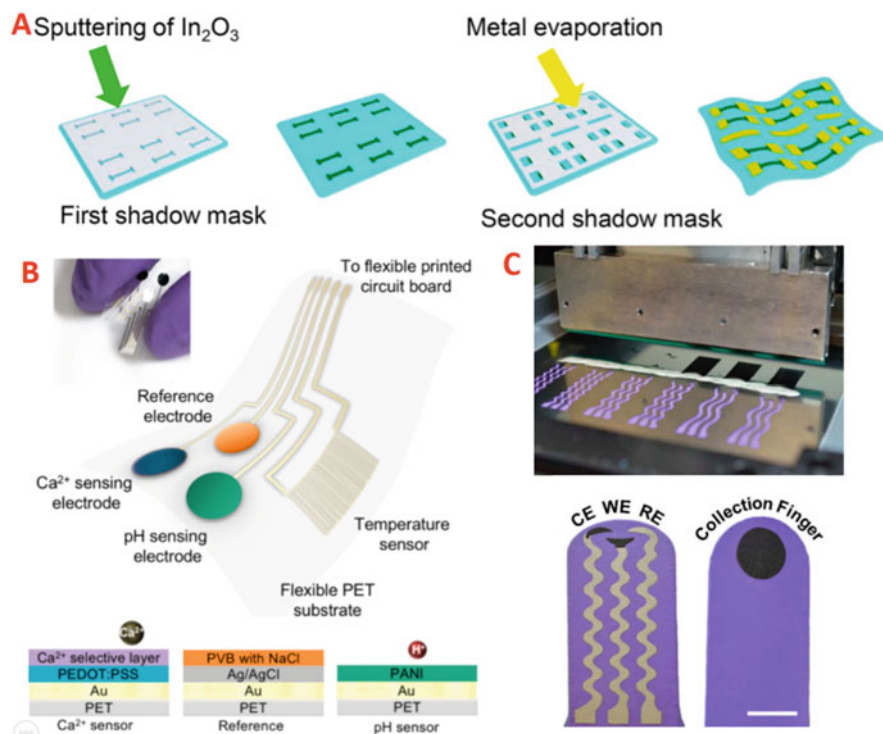 A
Sputtering of In₂O₃
Metal evaporation
First shadow mask
Second shadow mask
B
To flexible printed
circuit board
Reference
electrode
Ca²⁺ sensing
electrode
pH sensing
electrode
Temperature
sensor
Flexible PET
substrate
Ca²⁺
Ca²⁺ selective layer
PEDOT:PSS
Au
PET
Ca²⁺ sensor
PVB with NaCl
Ag/AgCl
Au
PET
Reference
H⁺
PANI
Au
PET
pH sensor
C
CE WE RE
Collection Finger